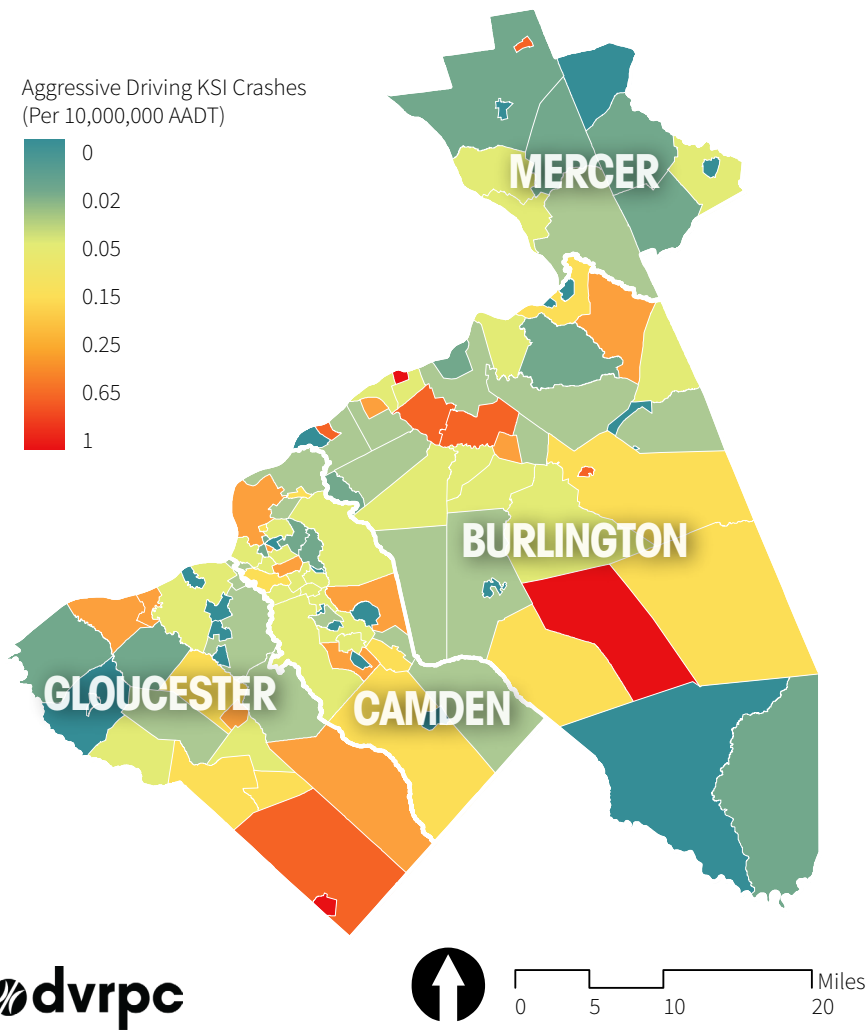 Aggressive Driving KSI Crashes
(Per 10,000,000 AADT)
0
0.02
0.05
0.15
0.25
0.65
1
MERCER
BURLINGTON
GLOUCESTER
CAMDEN
dvrpc
Miles
0 5 10 20